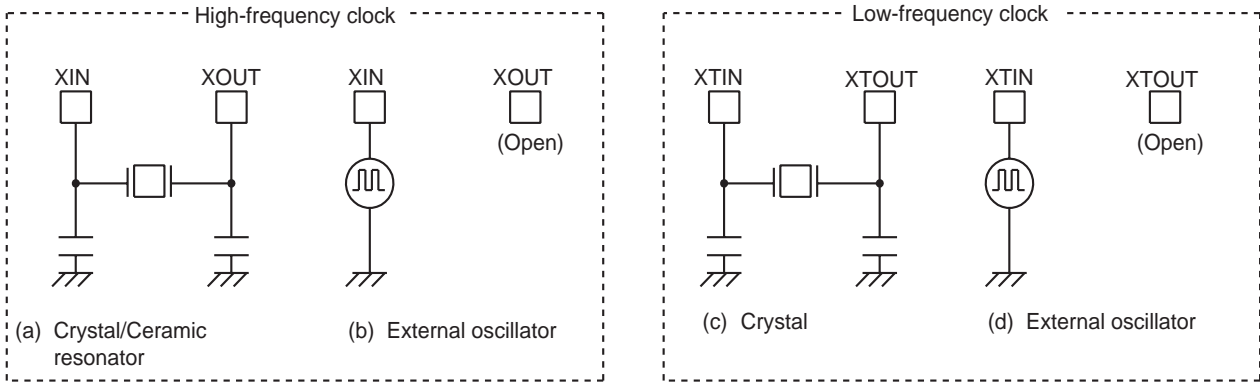 High-frequency clock
XIN
XOUT
XIN
XOUT
(Open)
(a) Crystal/Ceramic
resonator
(b) External oscillator
Low-frequency clock
XTIN
XTOUT
XTIN
XTOUT
(Open)
(c) Crystal
(d) External oscillator